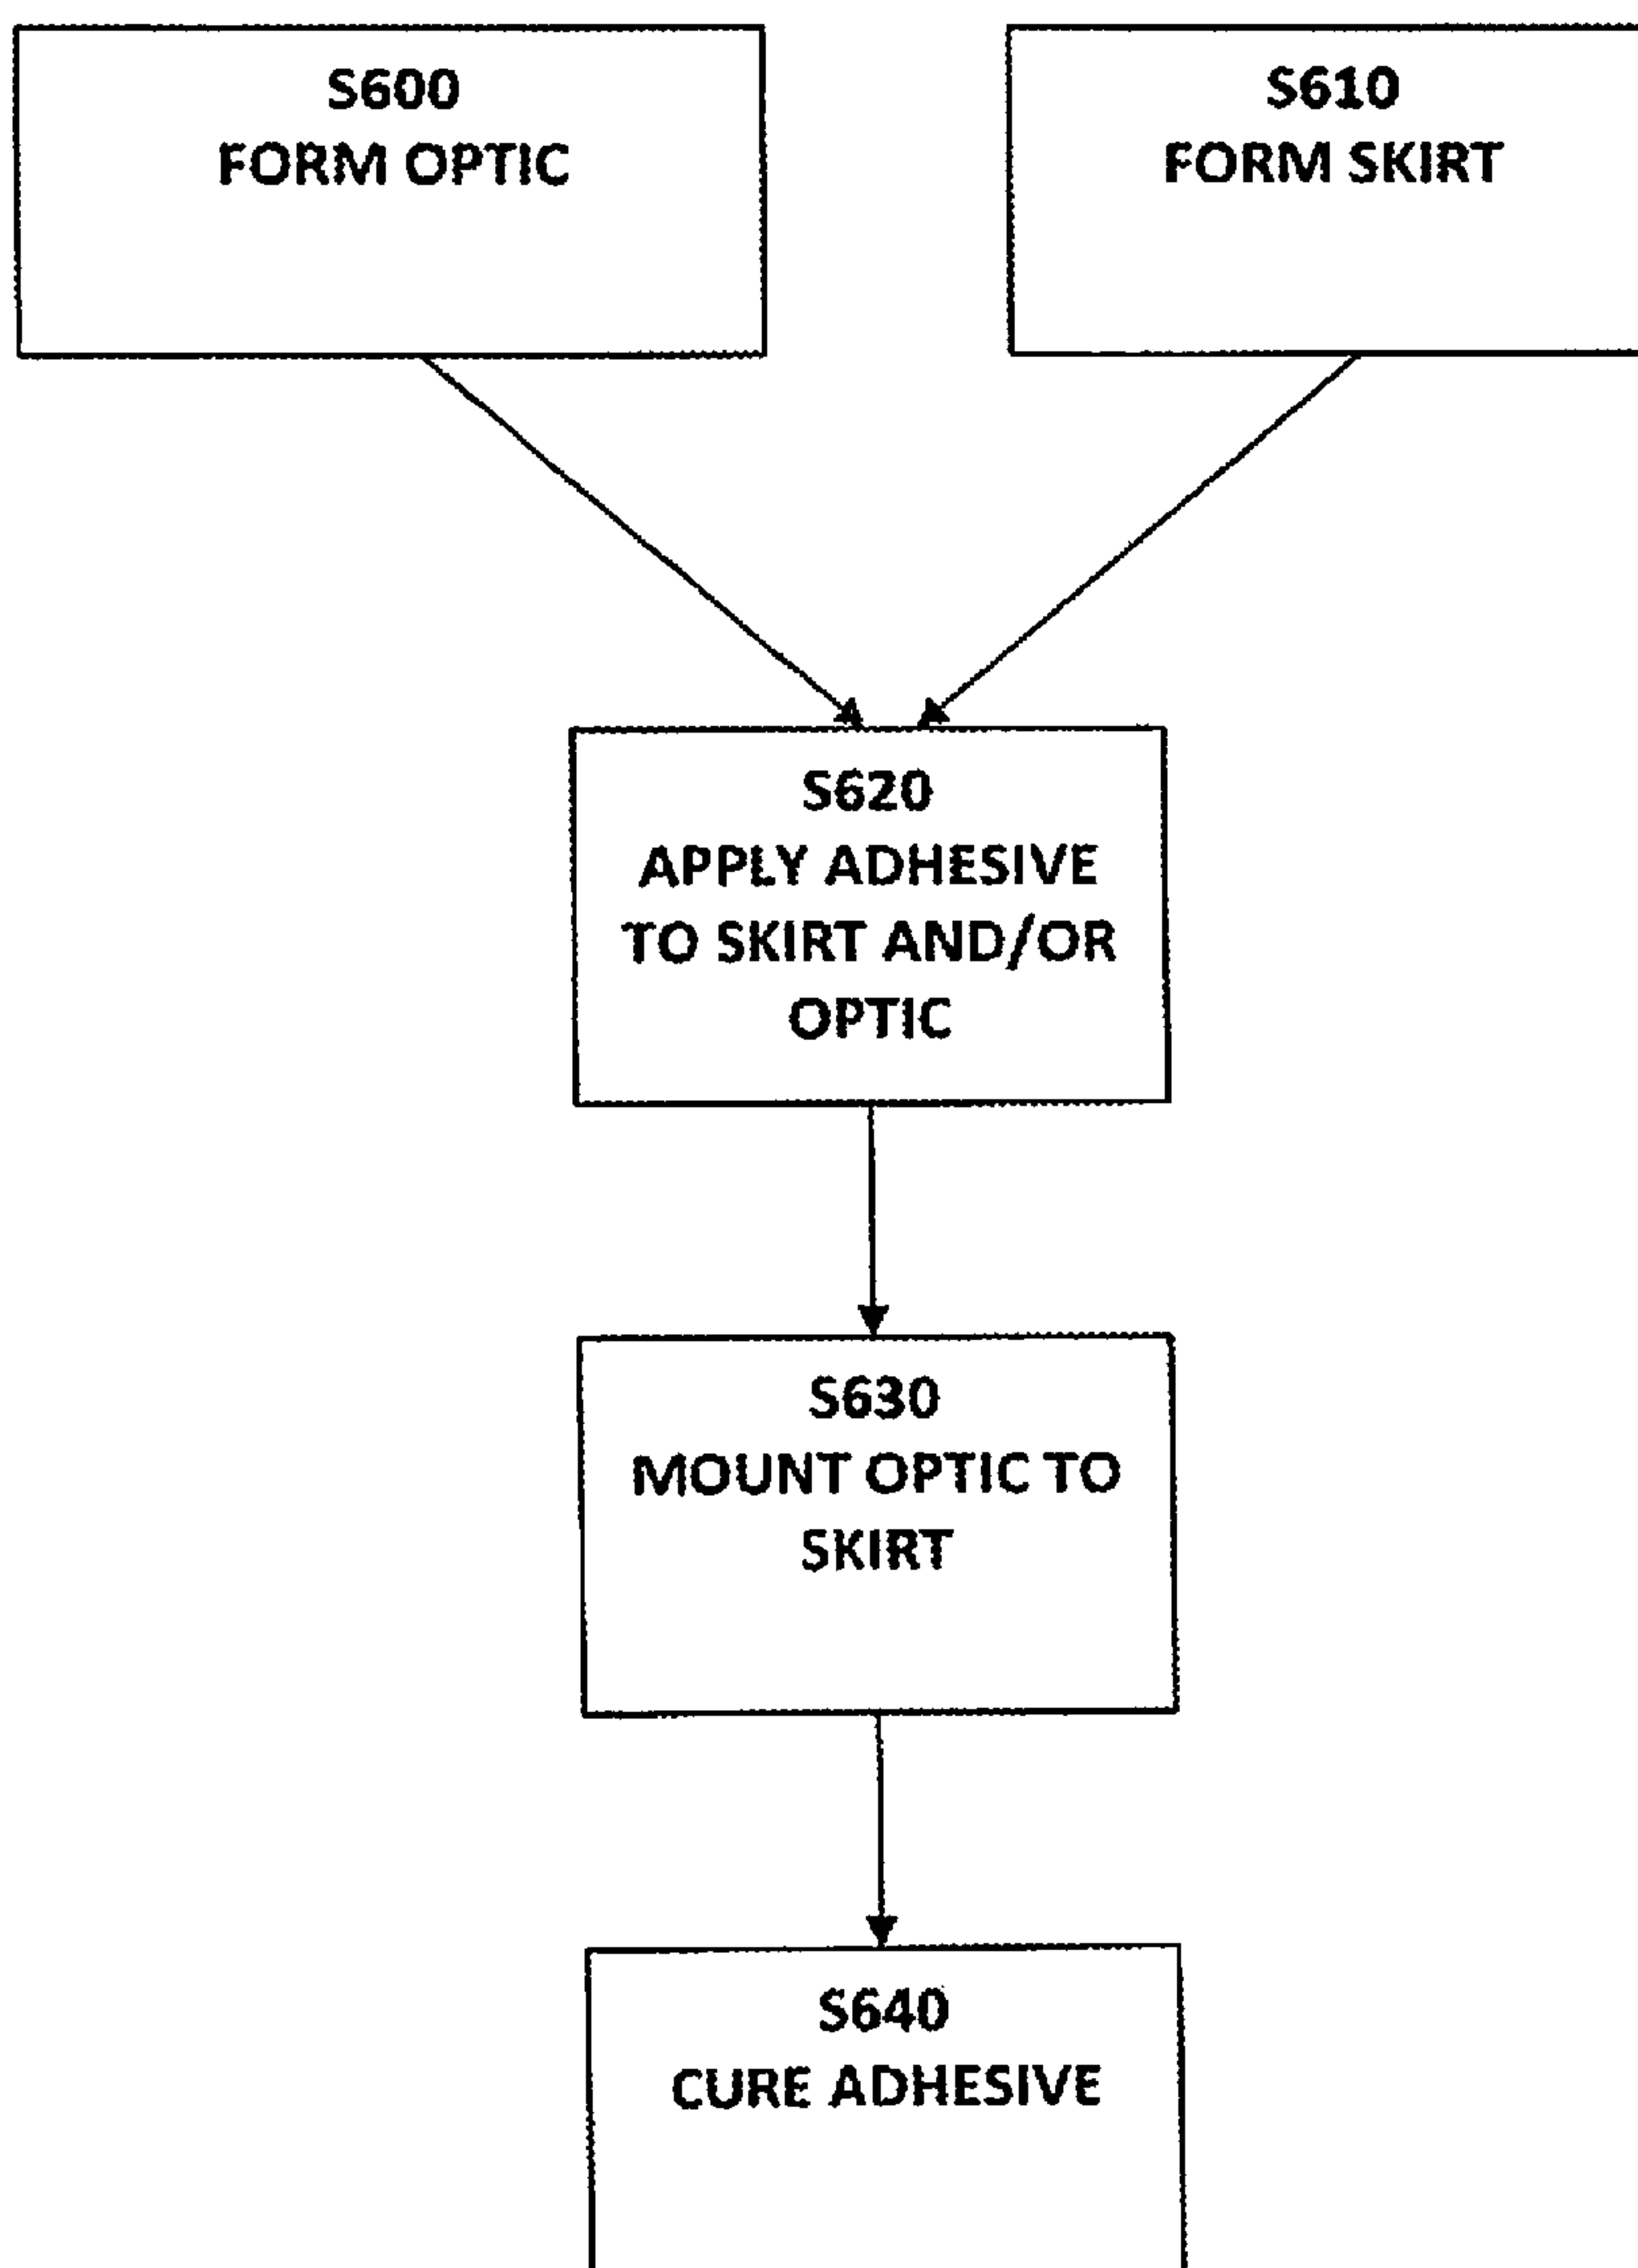 S600
FORM OPTIC
S610
FORM SKIRT
S620
APPLY ADHESIVE
TO SKIRT AND/OR
OPTIC
S630
MOUNT OPTIC TO
SKIRT
S640
CURE ADHESIVE